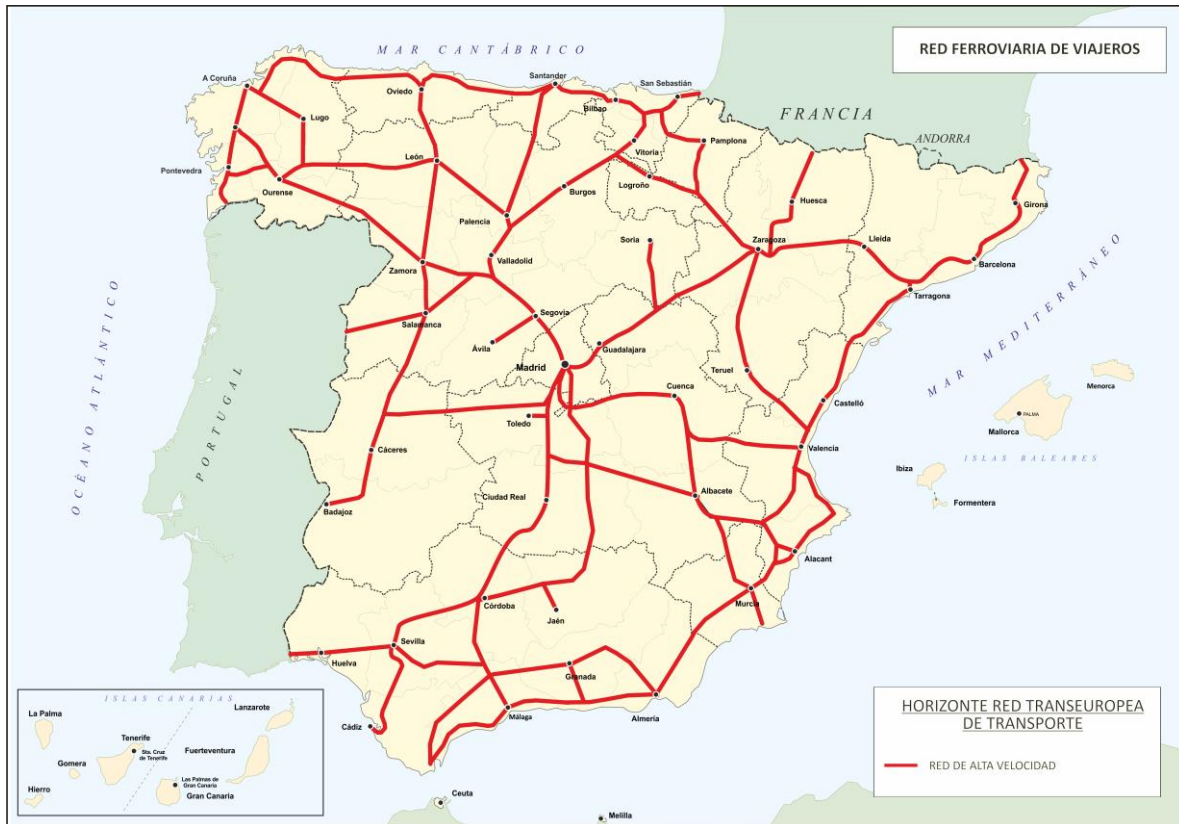 MAR CANTÁBRICO
RED FERROVIARIA DE VIAJEROS
A Coruña
Oviedo
Santander
San Sebastián
Bilbao
FRANCIA
ANDORRA
Lugo
León
Vitoria
Pamplona
Pontevedra
Ourense
Burgos
Logroño
Huesca
Girona
Palencia
Soria
Zaragoza
Lleida
Barcelona
Zamora
Valladolid
Tarragona
Salamanca
Segovia
Ávila
Guadalajara
Madrid
OCÉANO ATLÁNTICO
PORTUGAL
MAR MEDITERRÁNEO
Teruel
Cuenca
Castelló
Menorca
PALMA
Mallorca
Toledo
Valencia
ISLAS BALEARES
Cáceres
Ibiza
Formentera
Ciudad Real
Albacete
Badajoz
Alacant
Murcia
Córdoba
Jaén
Sevilla
Huelva
Granada
Cádiz
Málaga
Almería
ISLAS CANARIAS
La Palma
Lanzarote
Tenerife
Sta. Cruz
de Tenerife
Fuerteventura
Gomera
Las Palmas de
Gran Canaria
Hierro
Gran Canaria
Ceuta
Melilla
HORIZONTE RED TRANSEUROPEA
DE TRANSPORTE
RED DE ALTA VELOCIDAD